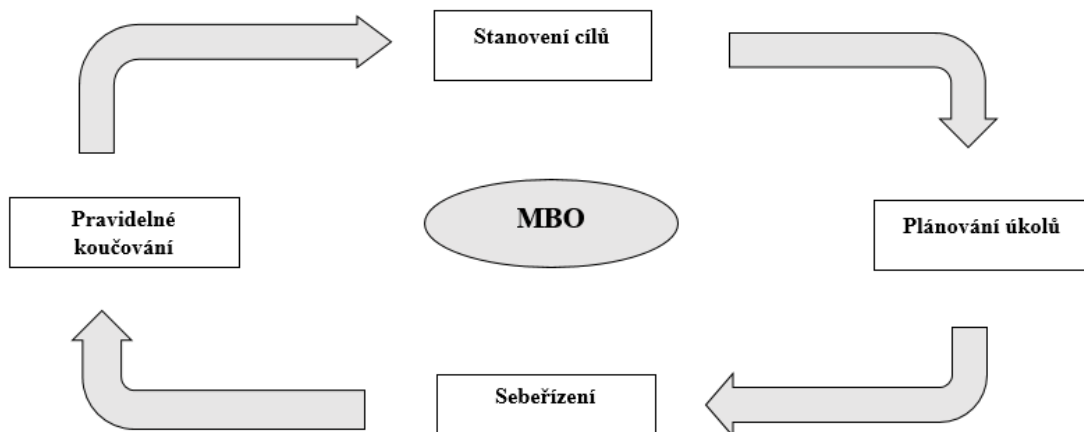 Stanovení cílů
Pravidelné
koučování
MBO
Plánování úkolů
Sebeřízení